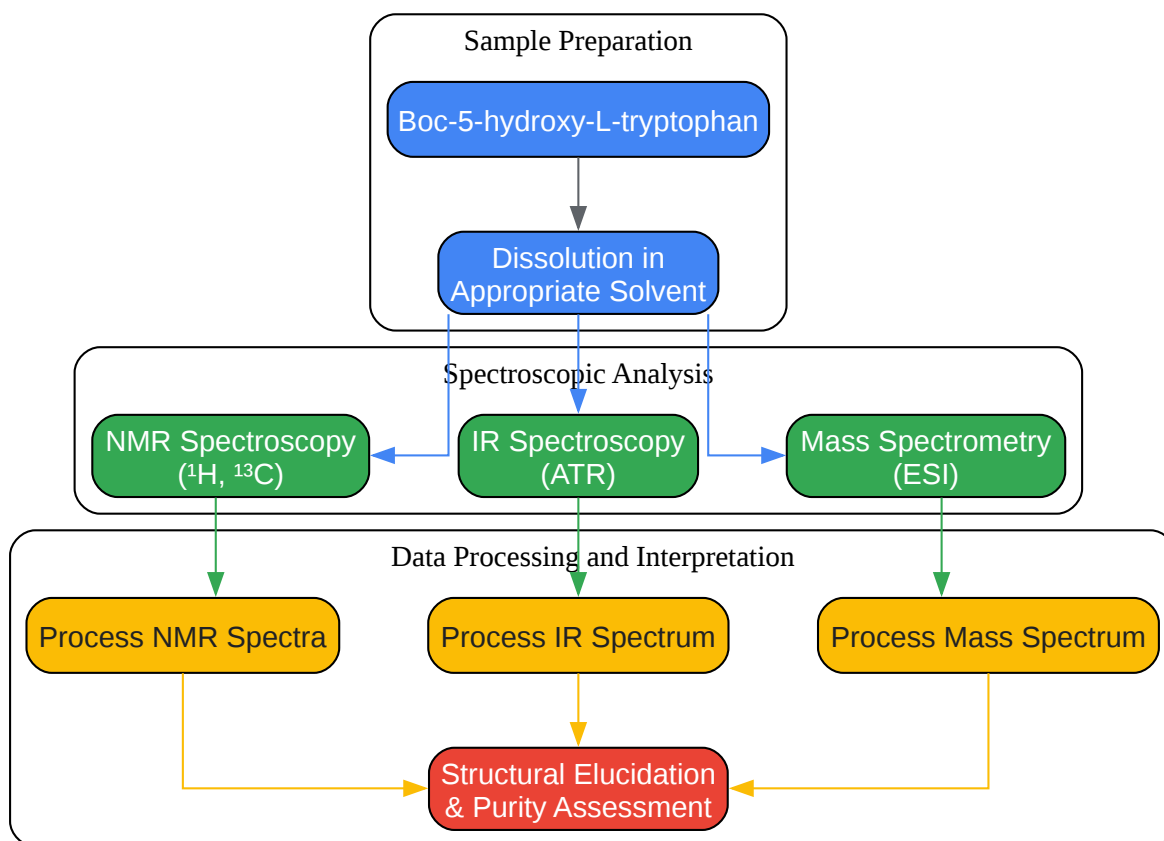 Sample Preparation
Boc-5-hydroxy-L-tryptophan
Dissolution in
Appropriate Solvent
Spectroscopic Analysis
NMR Spectroscopy
(¹H, ¹³C)
IR Spectroscopy
(ATR)
Mass Spectrometry
(ESI)
Data Processing and Interpretation
Process NMR Spectra
Process IR Spectrum
Process Mass Spectrum
Structural Elucidation
& Purity Assessment